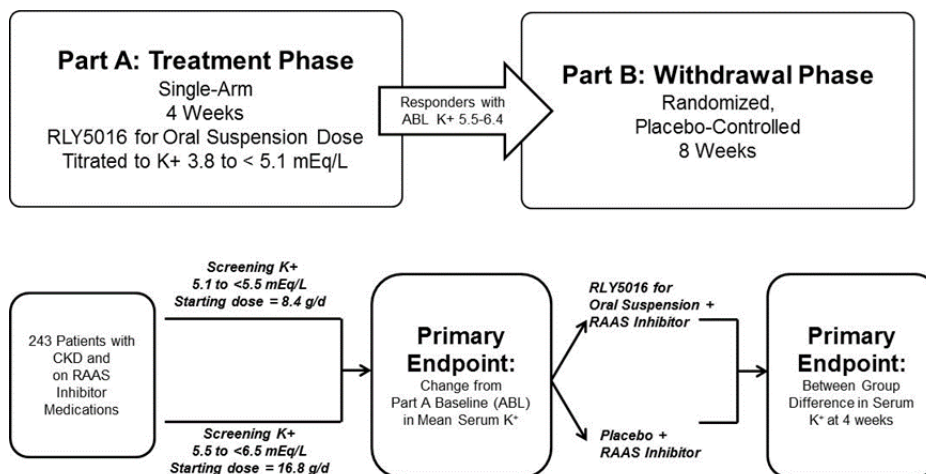 Part A: Treatment Phase
Single-Arm
4 Weeks
RLY5016 for Oral Suspension Dose
Titrated to K+ 3.8 to < 5.1 mEq/L
Responders with
ABL K+ 5.5-6.4
Part B: Withdrawal Phase
Randomized,
Placebo-Controlled
8 Weeks
243 Patients with
CKD and
on RAAS
Inhibitor
Medications
Screening K+
5.1 to <5.5 mEq/L
Starting dose = 8.4 g/d
Screening K+
5.5 to <6.5 mEq/L
Starting dose = 16.8 g/d
Primary
Endpoint:
Change from
Part A Baseline (ABL)
in Mean Serum K⁺
RLY5016 for
Oral Suspension +
RAAS Inhibitor
Placebo +
RAAS Inhibitor
Primary
Endpoint:
Between Group
Difference in Serum
K⁺ at 4 weeks